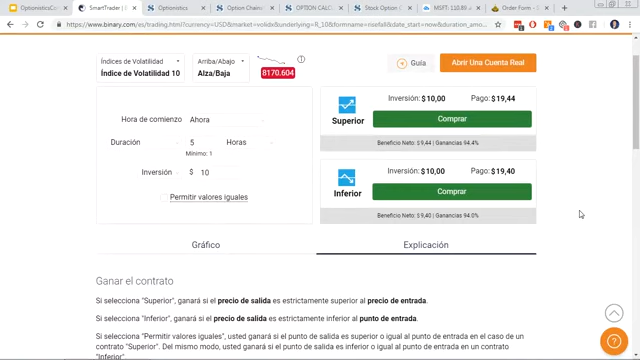 OptionisticsCo
SmartTrader |
Optionistics
Option Chain
OPTION CALC
Stock Option C
MSFT: 110.89
Order Form -
https://www.binary.com/es/trading.html?currency=USD&market=volidx&underlying=R_10&formname=risefall&date_start=now&duration_amo...
Índices de Volatilidad
Índice de Volatilidad 10
Arriba/Abajo
Alza/Baja
8170.604
Guía
Abrir Una Cuenta Real
Hora de comienzo Ahora
Duración 5 Horas
Mínimo: 1
Inversión $ 10
Permitir valores iguales
Superior
Inversión: $ 10,00 Pago: $ 19,44
Comprar
Beneficio Neto: $ 9,44 | Ganancias 94.4%
Inferior
Inversión: $ 10,00 Pago: $ 19,40
Comprar
Beneficio Neto: $ 9,40 | Ganancias 94.0%
Gráfico Explicación
Ganar el contrato
Si selecciona "Superior", ganará si el precio de salida es estrictamente superior al precio de entrada.
Si selecciona "Inferior", ganará si el precio de salida es estrictamente inferior al punto de entrada.
Si selecciona "Permitir valores iguales", usted ganará si el punto de salida es superior o igual al punto de entrada en el caso de un
contrato "Superior". Del mismo modo, usted ganará si el punto de salida es inferior o igual al punto de entrada en un contrato
"Inferior".